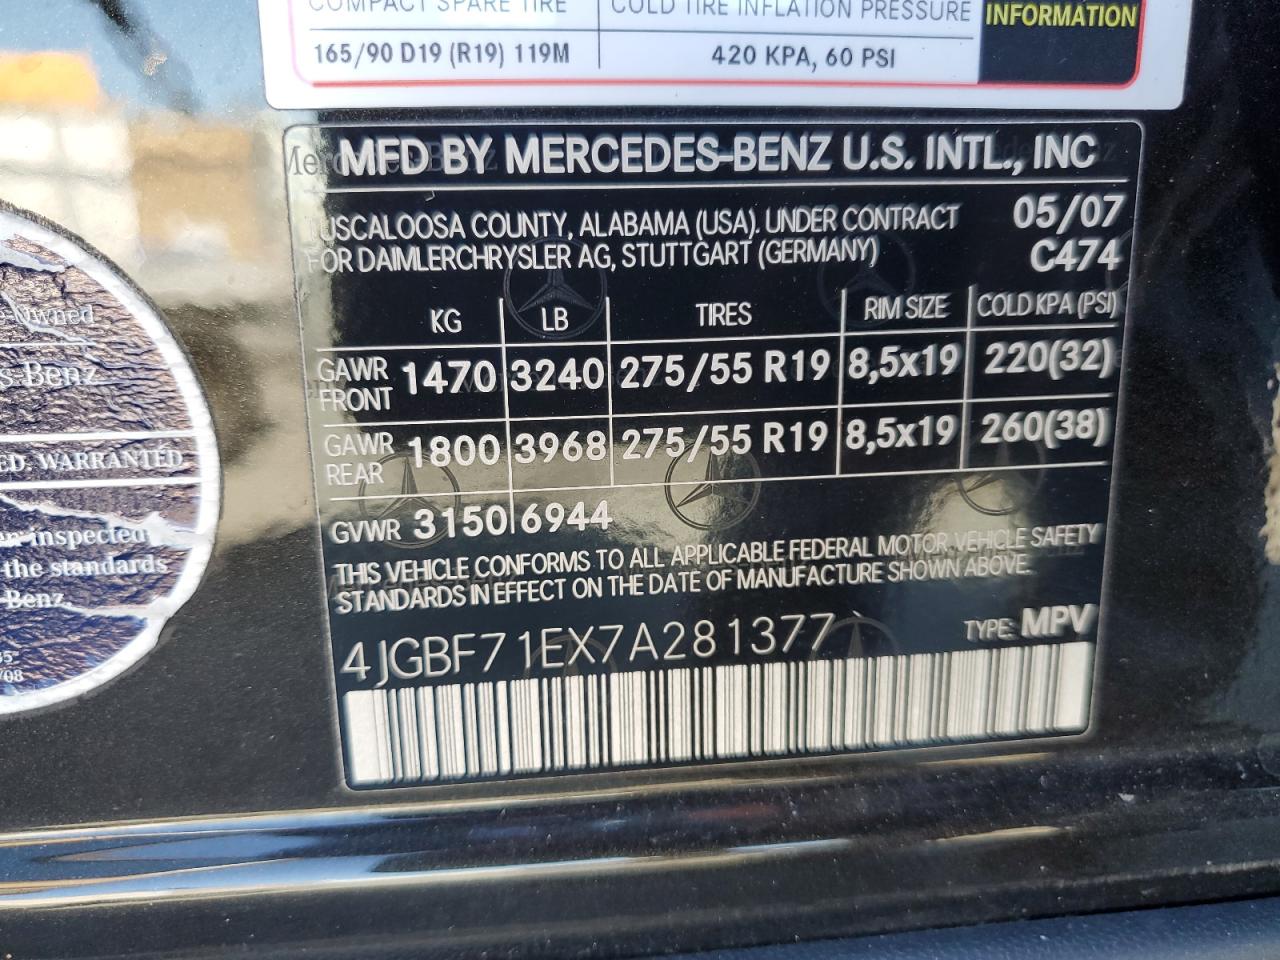 COMPACT SPARE TIRE COLD TIRE INFLATION PRESSURE
165/90 D19 (R19) 119M 420 KPA, 60 PSI
INFORMATION
MFD BY MERCEDES-BENZ U.S. INTL., INC
TUSCALOOSA COUNTY, ALABAMA (USA). UNDER CONTRACT 05/07
FOR DAIMLERCHRYSLER AG, STUTTGART (GERMANY) C474
KG LB TIRES RIM SIZE COLD KPA (PSI)
GAWR FRONT 1470 3240 275/55 R19 8,5x19 220(32)
GAWR REAR 1800 3968 275/55 R19 8,5x19 260(38)
GVWR 3150 6944
THIS VEHICLE CONFORMS TO ALL APPLICABLE FEDERAL MOTOR VEHICLE SAFETY
STANDARDS IN EFFECT ON THE DATE OF MANUFACTURE SHOWN ABOVE.
4JGBF71EX7A281377 TYPE: MPV
e-Owned
s-Benz
ED. WARRANTED
en inspected
the standards
-Benz.